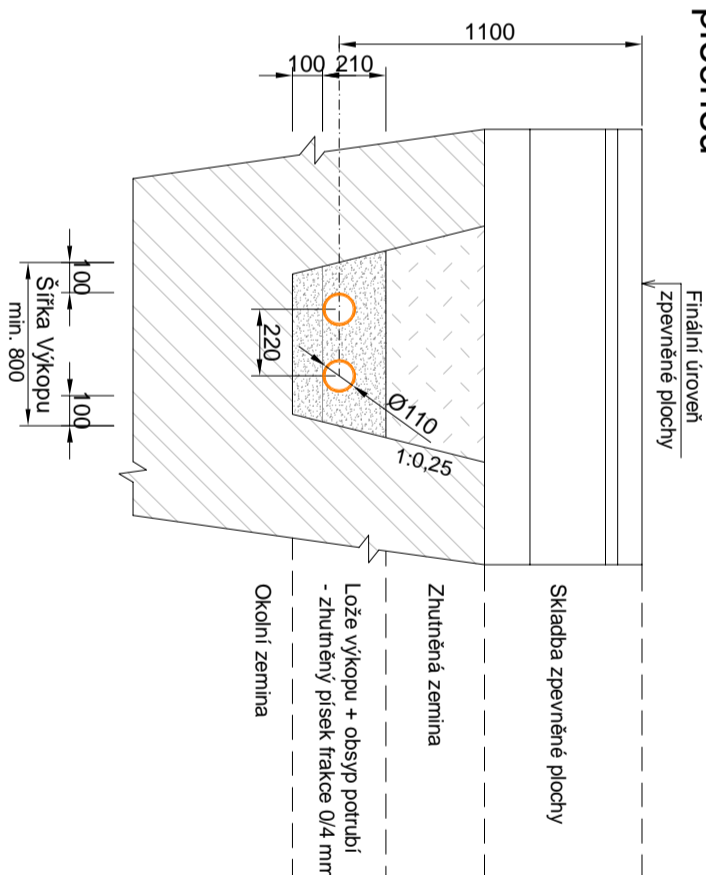 1100
100
210
Finální úroveň
zpevněné plochy
Skladba zpevněné plochy
Zhutněná zemina
Lože výkopu + obsyp potrubí
- zhutněný písek frakce 0/4 mm
Okolní zemina
220
Ø110
1:0,25
100
100
Šířka Výkopu
min. 800